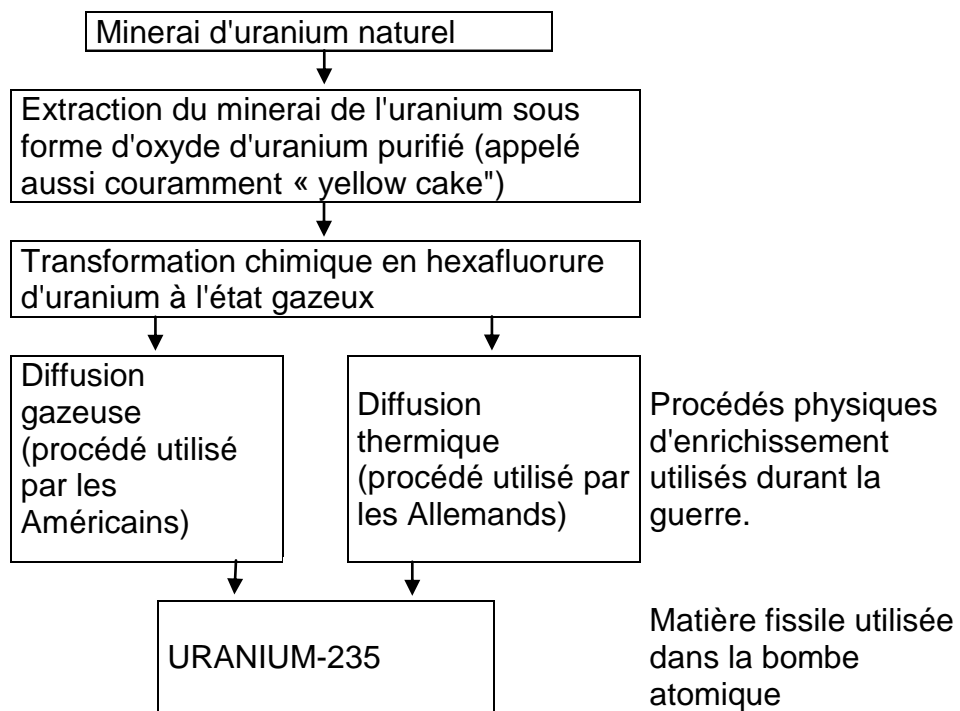 Minerai d'uranium naturel
Extraction du minerai de l'uranium sous
forme d'oxyde d'uranium purifié (appelé
aussi couramment « yellow cake")
Transformation chimique en hexafluorure
d'uranium à l'état gazeux
Diffusion
gazeuse
(procédé utilisé
par les
Américains)
Diffusion
thermique
(procédé utilisé par
les Allemands)
Procédés physiques
d'enrichissement
utilisés durant la
guerre.
URANIUM-235
Matière fissile utilisée
dans la bombe
atomique